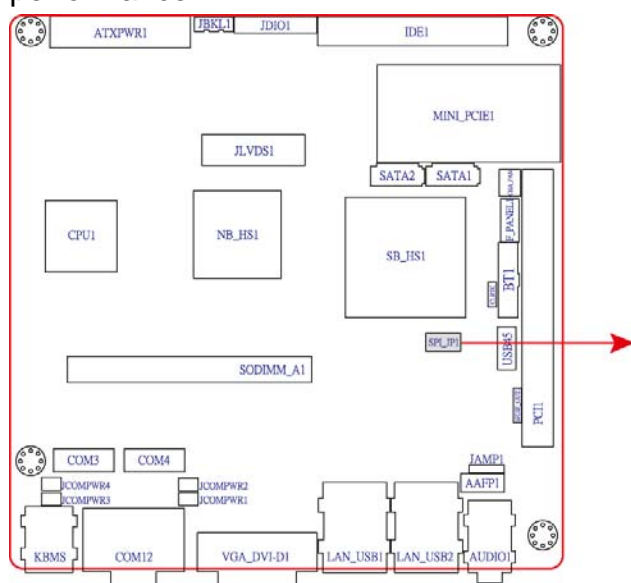 ATXPWR1
JBKL1
JDIO1
IDE1
MINI_PCIE1
JLVDS1
SATA2
SATA1
F_PANEL1
CPU1
NB_HS1
SB_HS1
BT1
SPI_JP1
USB45
SODIMM_A1
PCI1
COM3
COM4
JAMP1
AAFP1
JCOMPWR4
JCOMPWR2
JCOMPWR3
JCOMPWR1
KBMS
COM12
VGA_DVI-D1
LAN_USB1
LAN_USB2
AUDIO1